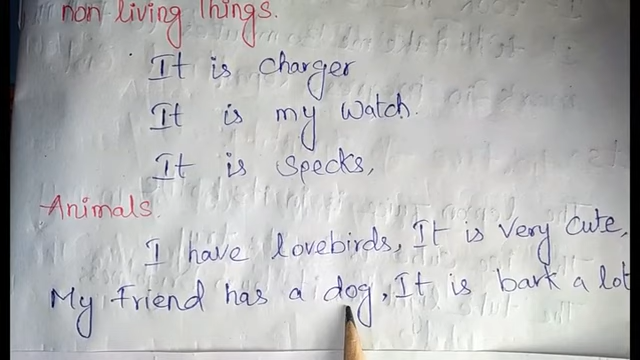 non living things.
It is charger
It is my watch.
It is specks,
Animals.
I have lovebirds, It is very cute,
My friend has a dog, It is bark a lot